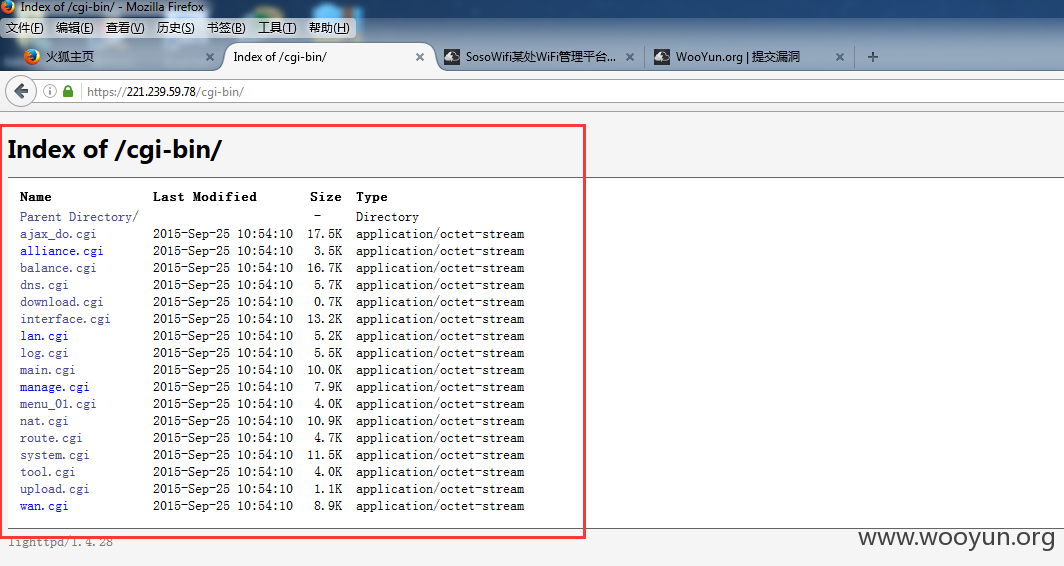 Index of /cgi-bin/ - Mozilla Firefox
文件(F) 编辑(E) 查看(V) 历史(S) 书签(B) 工具(T) 帮助(H)
火狐主页 × Index of /cgi-bin/ × SosoWifi某处WiFi管理平台... × WooYun.org | 提交漏洞 × +
https://221.239.59.78/cgi-bin/
Index of /cgi-bin/
Name Last Modified Size Type
Parent Directory/ - Directory
ajax_do.cgi 2015-Sep-25 10:54:10 17.5K application/octet-stream
alliance.cgi 2015-Sep-25 10:54:10 3.5K application/octet-stream
balance.cgi 2015-Sep-25 10:54:10 16.7K application/octet-stream
dns.cgi 2015-Sep-25 10:54:10 5.7K application/octet-stream
download.cgi 2015-Sep-25 10:54:10 0.7K application/octet-stream
interface.cgi 2015-Sep-25 10:54:10 13.2K application/octet-stream
lan.cgi 2015-Sep-25 10:54:10 5.2K application/octet-stream
log.cgi 2015-Sep-25 10:54:10 5.5K application/octet-stream
main.cgi 2015-Sep-25 10:54:10 10.0K application/octet-stream
manage.cgi 2015-Sep-25 10:54:10 7.9K application/octet-stream
menu_01.cgi 2015-Sep-25 10:54:10 4.0K application/octet-stream
nat.cgi 2015-Sep-25 10:54:10 10.9K application/octet-stream
route.cgi 2015-Sep-25 10:54:10 4.7K application/octet-stream
system.cgi 2015-Sep-25 10:54:10 11.5K application/octet-stream
tool.cgi 2015-Sep-25 10:54:10 4.0K application/octet-stream
upload.cgi 2015-Sep-25 10:54:10 1.1K application/octet-stream
wan.cgi 2015-Sep-25 10:54:10 8.9K application/octet-stream
lighttpd/1.4.28
www.wooyun.org